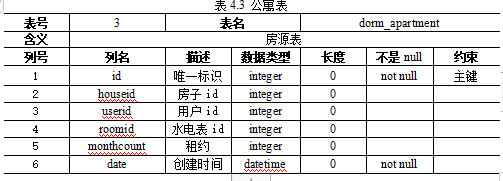 表 4.3 公寓表
表号 3 表名 dorm_apartment
含义 房源表
列号 列名 描述 数据类型 长度 不是 null 约束
1 id 唯一标识 integer 0 not null 主键
2 houseid 房子 id integer 0
3 userid 用户 id integer 0
4 roomid 水电表 id integer 0
5 monthcount 租约 integer 0
6 date 创建时间 datetime 0 not null